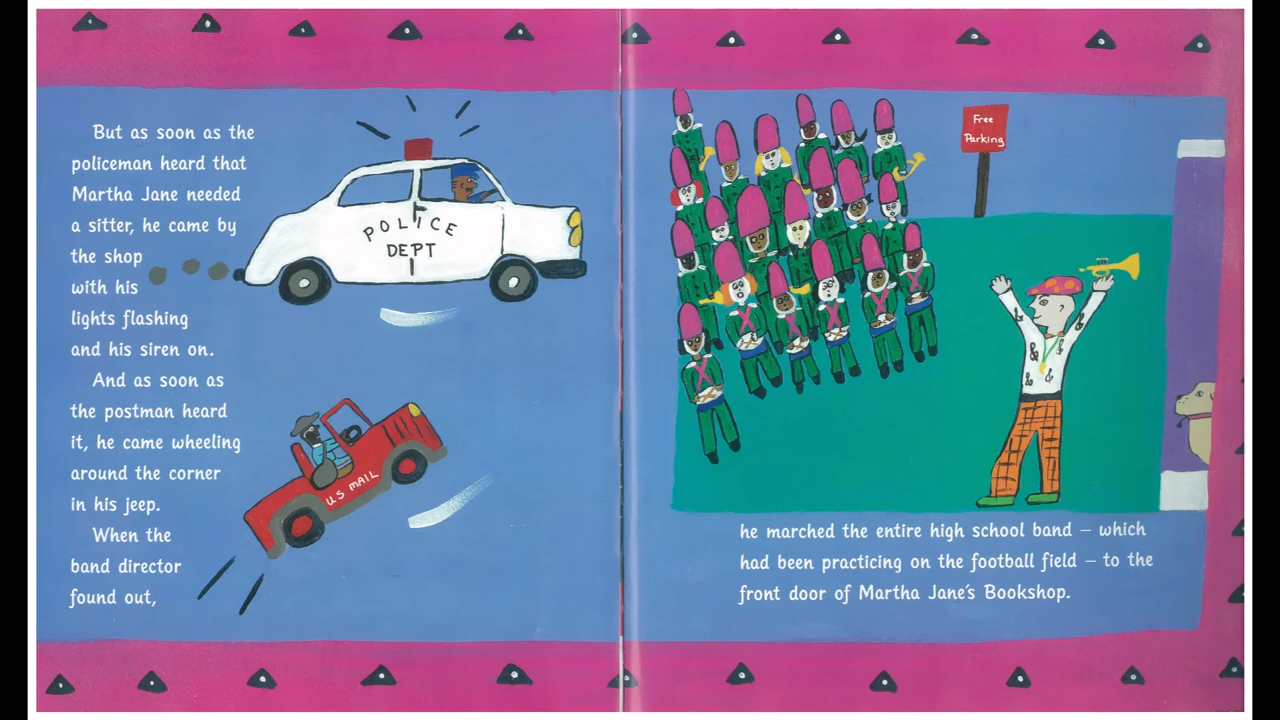 But as soon as the
policeman heard that
Martha Jane needed
a sitter, he came by
the shop
with his
lights flashing
and his siren on.
And as soon as
the postman heard
it, he came wheeling
around the corner
in his jeep.
When the
band director
found out,
POLICE
DEPT
US MAIL
Free
Parking
he marched the entire high school band – which
had been practicing on the football field – to the
front door of Martha Jane's Bookshop.